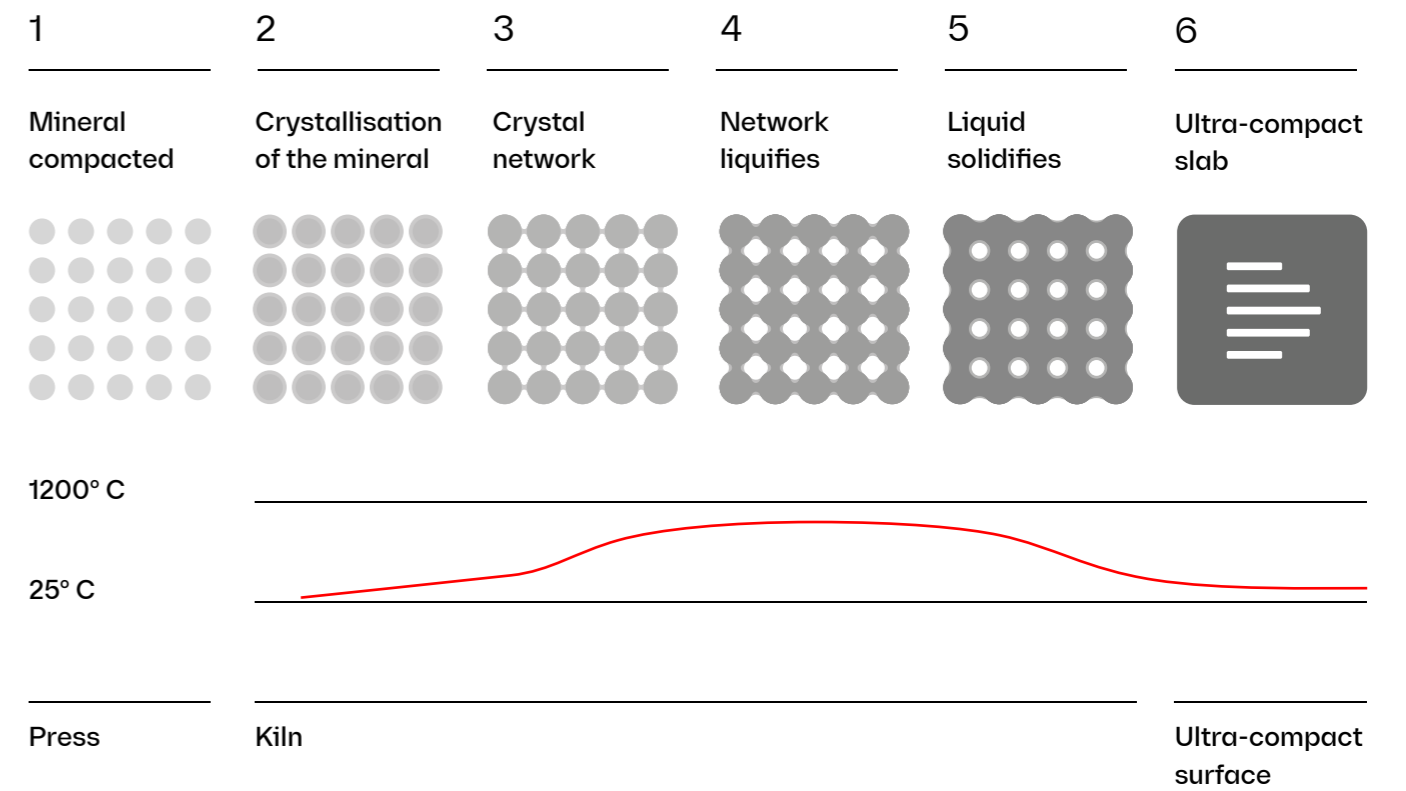 1
2
3
4
5
6
Mineral
compacted
Crystallisation
of the mineral
Crystal
network
Network
liquifies
Liquid
solidifies
Ultra-compact
slab
1200° C
25° C
Press
Kiln
Ultra-compact
surface